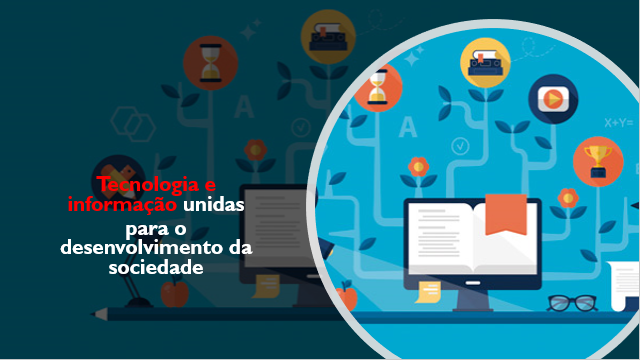 Tecnologia e
informação unidas
para o
desenvolvimento da
sociedade
A
A
X+Y=